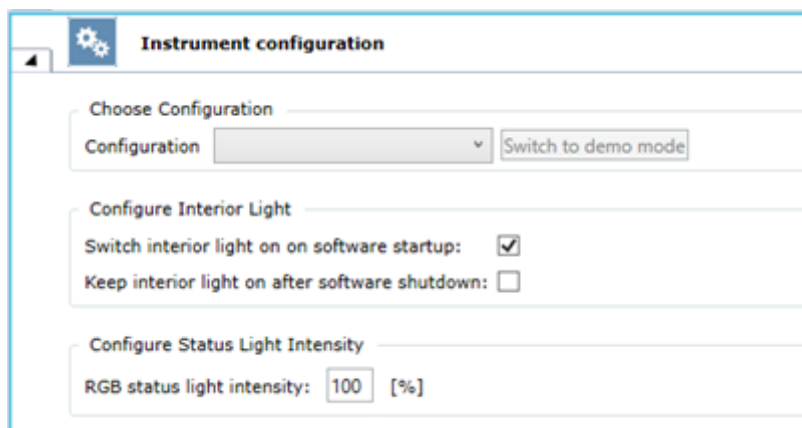 Instrument configuration
Choose Configuration
Configuration Switch to demo mode
Configure Interior Light
Switch interior light on on software startup:
Keep interior light on after software shutdown:
Configure Status Light Intensity
RGB status light intensity: 100 [%]